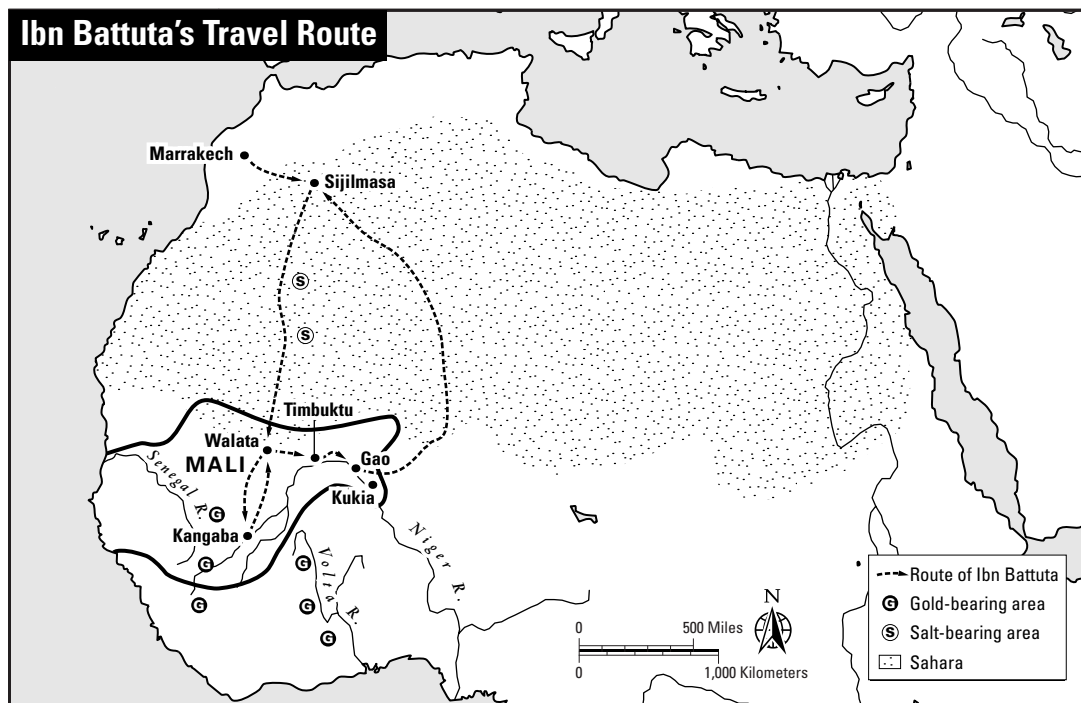 Ibn Battuta's Travel Route
Marrakech
Sijilmasa
S
S
Timbuktu
Walata
MALI
Gao
Kukia
Senegal R.
G
Kangaba
G
G
G
G
G
Volta R.
Niger R.
N
0
500 Miles
0
1,000 Kilometers
Route of Ibn Battuta
G Gold-bearing area
S Salt-bearing area
Sahara